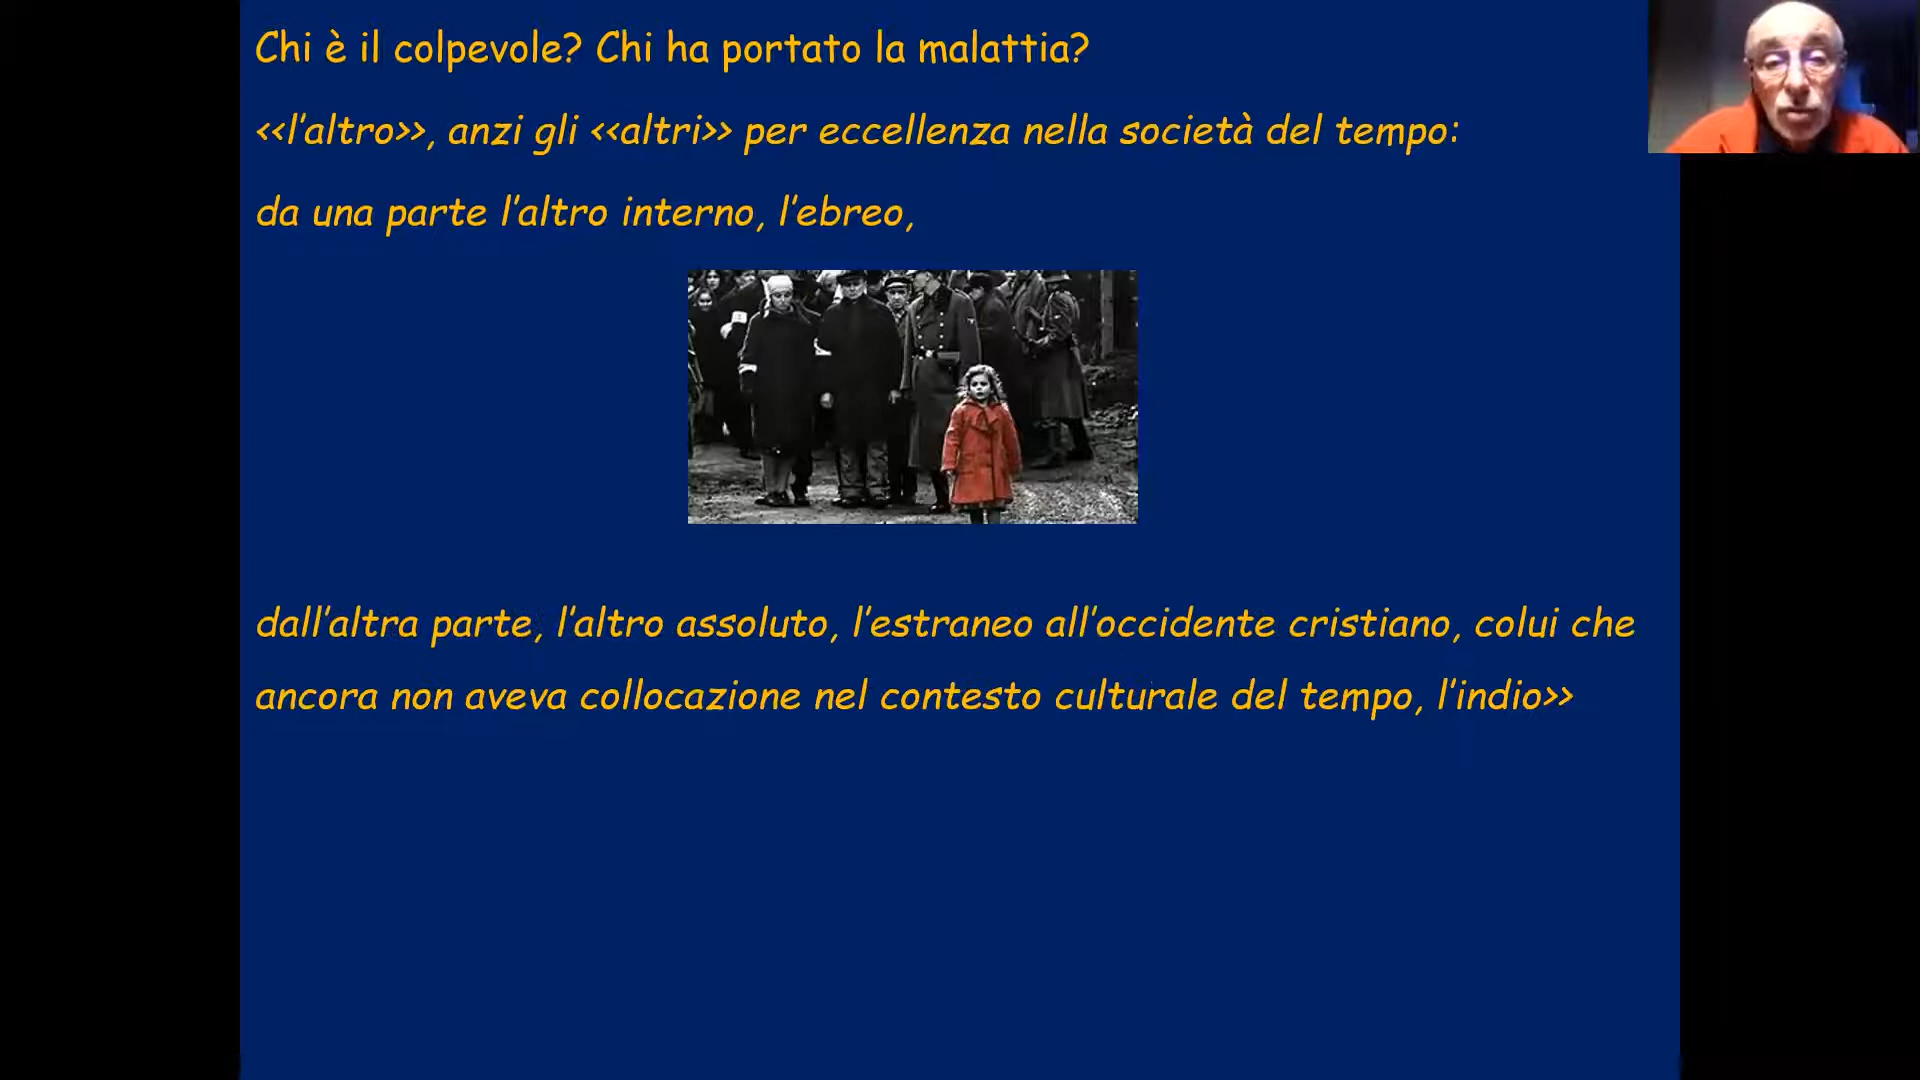 Chi è il colpevole? Chi ha portato la malattia?
<<l’altro>>, anzi gli <<altri>> per eccellenza nella società del tempo:
da una parte l’altro interno, l’ebreo,
dall’altra parte, l’altro assoluto, l’estraneo all’occidente cristiano, colui che
ancora non aveva collocazione nel contesto culturale del tempo, l’indio>>